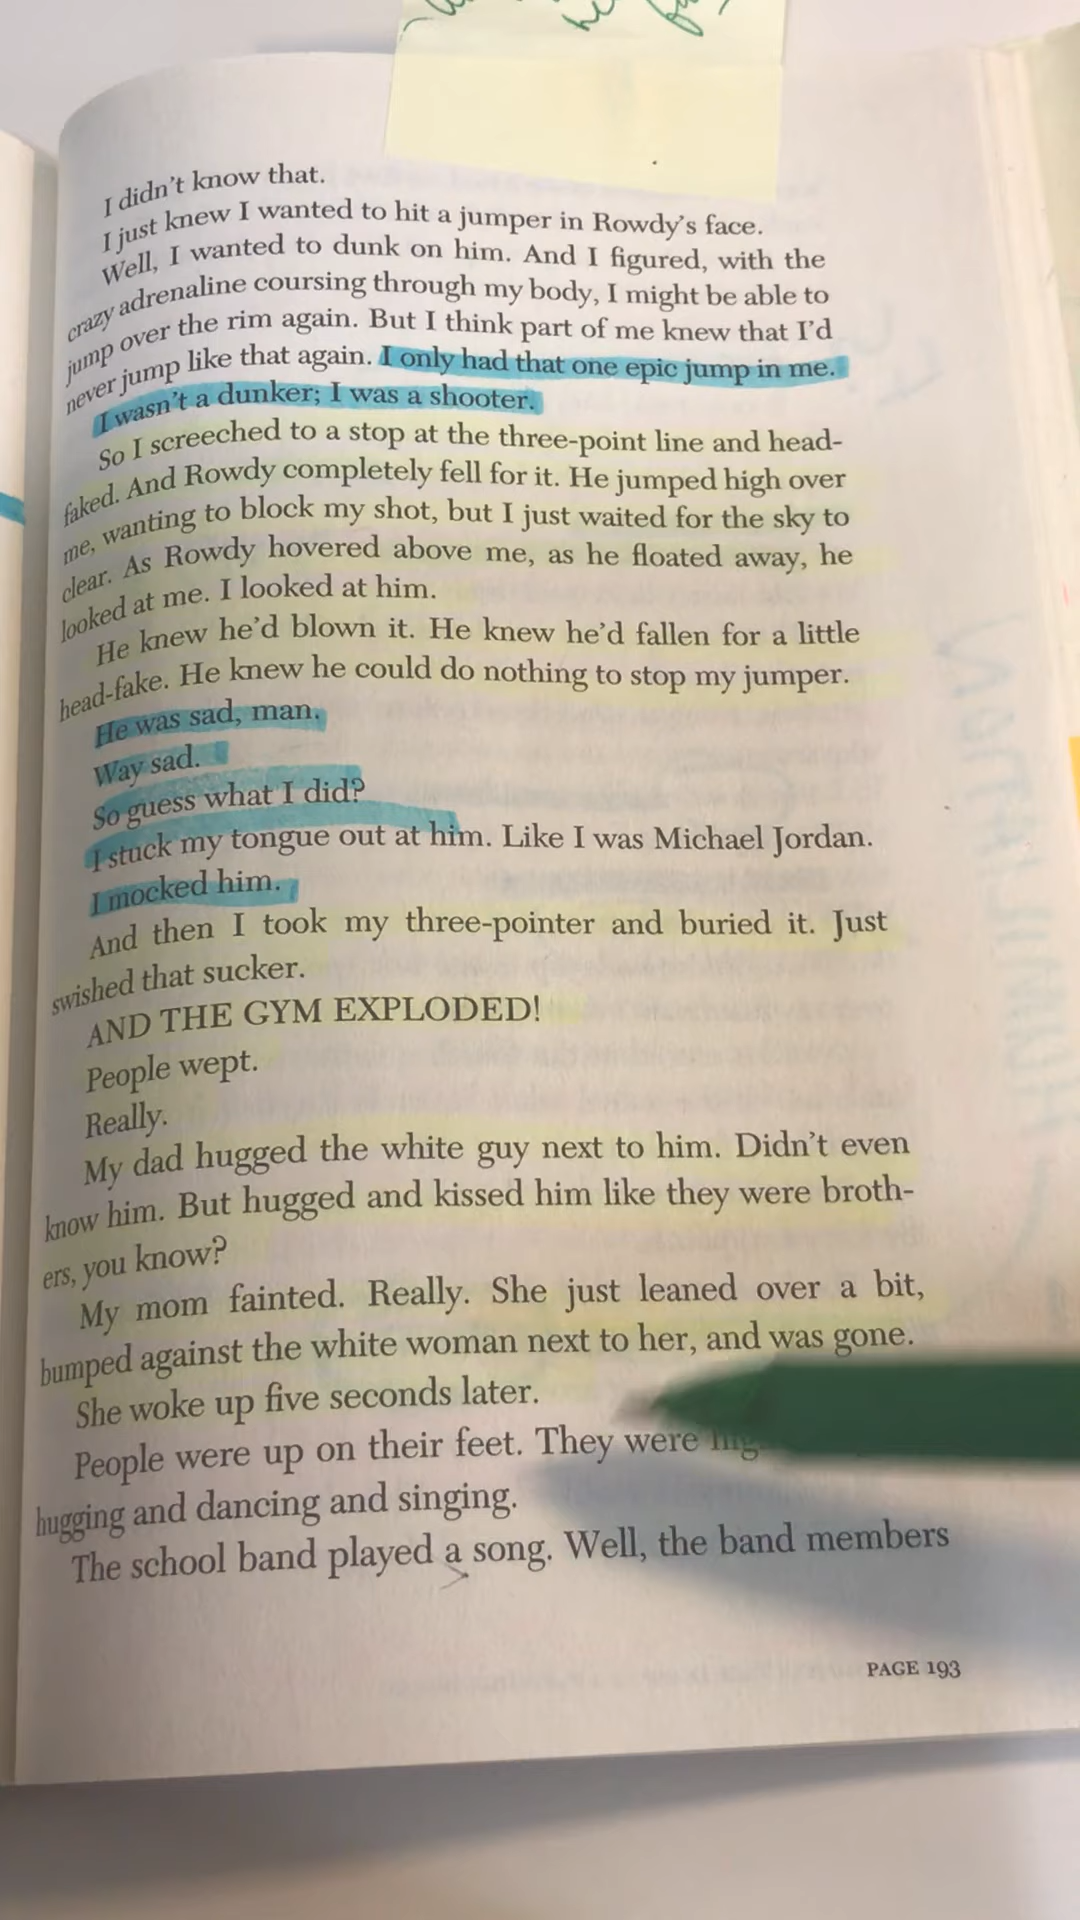 I didn't know that.
I just knew I wanted to hit a jumper in Rowdy's face.
Well, I wanted to dunk on him. And I figured, with the
crazy adrenaline coursing through my body, I might be able to
jump over the rim again. But I think part of me knew that I'd
never jump like that again. I only had that one epic jump in me.
I wasn't a dunker; I was a shooter.
So I screeched to a stop at the three-point line and head-
faked. And Rowdy completely fell for it. He jumped high over
me, wanting to block my shot, but I just waited for the sky to
clear. As Rowdy hovered above me, as he floated away, he
looked at me. I looked at him.
He knew he'd blown it. He knew he'd fallen for a little
head-fake. He knew he could do nothing to stop my jumper.
He was sad, man.
Way sad.
So guess what I did?
I stuck my tongue out at him. Like I was Michael Jordan.
I mocked him.
And then I took my three-pointer and buried it. Just
swished that sucker.
AND THE GYM EXPLODED!
People wept.
Really.
My dad hugged the white guy next to him. Didn't even
know him. But hugged and kissed him like they were broth-
ers, you know?
My mom fainted. Really. She just leaned over a bit,
bumped against the white woman next to her, and was gone.
She woke up five seconds later.
People were up on their feet. They were
hugging and dancing and singing.
The school band played a song. Well, the band members
PAGE 193